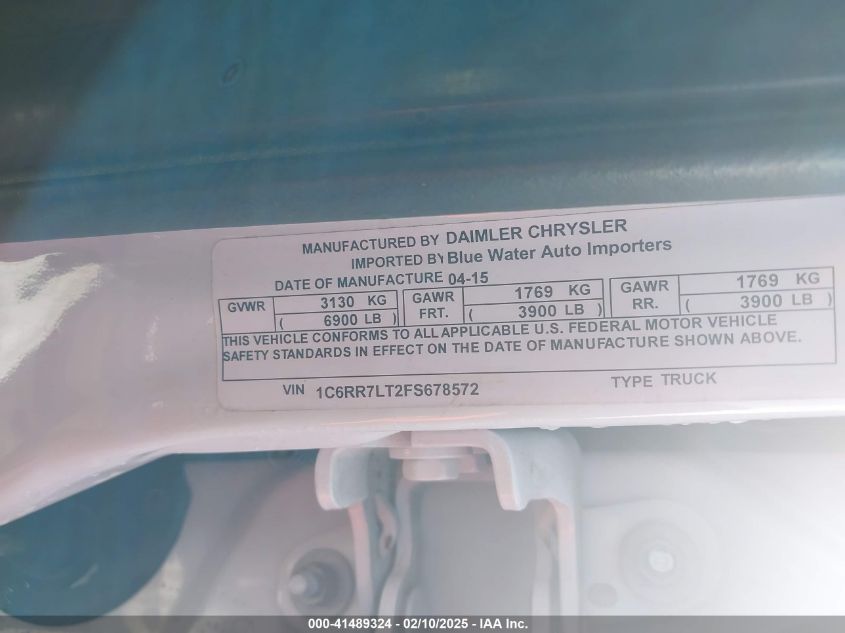 MANUFACTURED BY DAIMLER CHRYSLER
IMPORTED BY Blue Water Auto Importers
DATE OF MANUFACTURE 04-15
GVWR 3130 KG GAWR 1769 KG GAWR 1769 KG
( 6900 LB ) FRT. ( 3900 LB ) RR. ( 3900 LB )
THIS VEHICLE CONFORMS TO ALL APPLICABLE U.S. FEDERAL MOTOR VEHICLE
SAFETY STANDARDS IN EFFECT ON THE DATE OF MANUFACTURE SHOWN ABOVE.
VIN 1C6RR7LT2FS678572 TYPE TRUCK
000-41489324 - 02/10/2025 - IAA Inc.